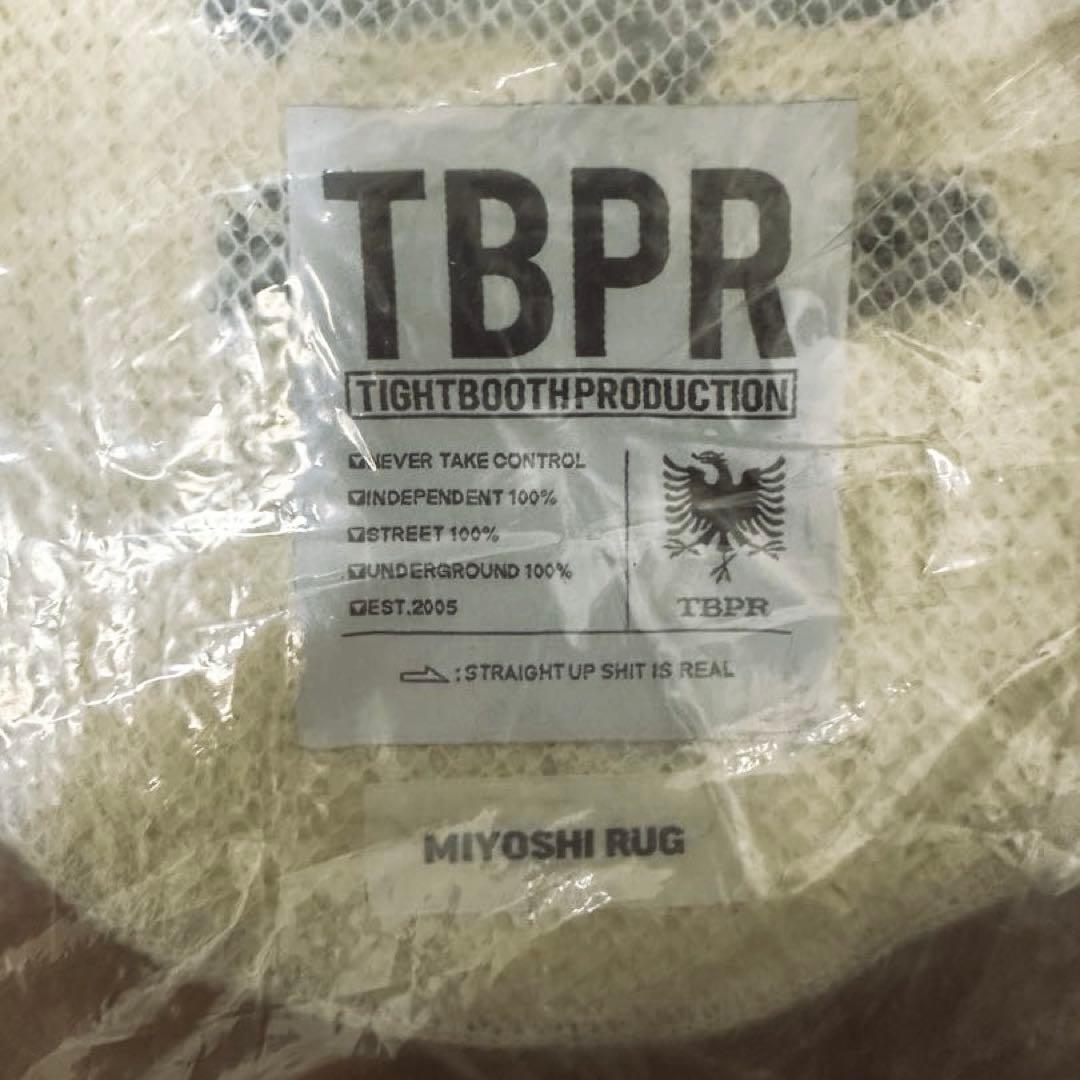 TBPR
TIGHTBOOTHPRODUCTION
NEVER TAKE CONTROL
INDEPENDENT 100%
STREET 100%
UNDERGROUND 100%
EST.2005
TBPR
:STRAIGHT UP SHIT IS REAL
MIYOSHI RUG